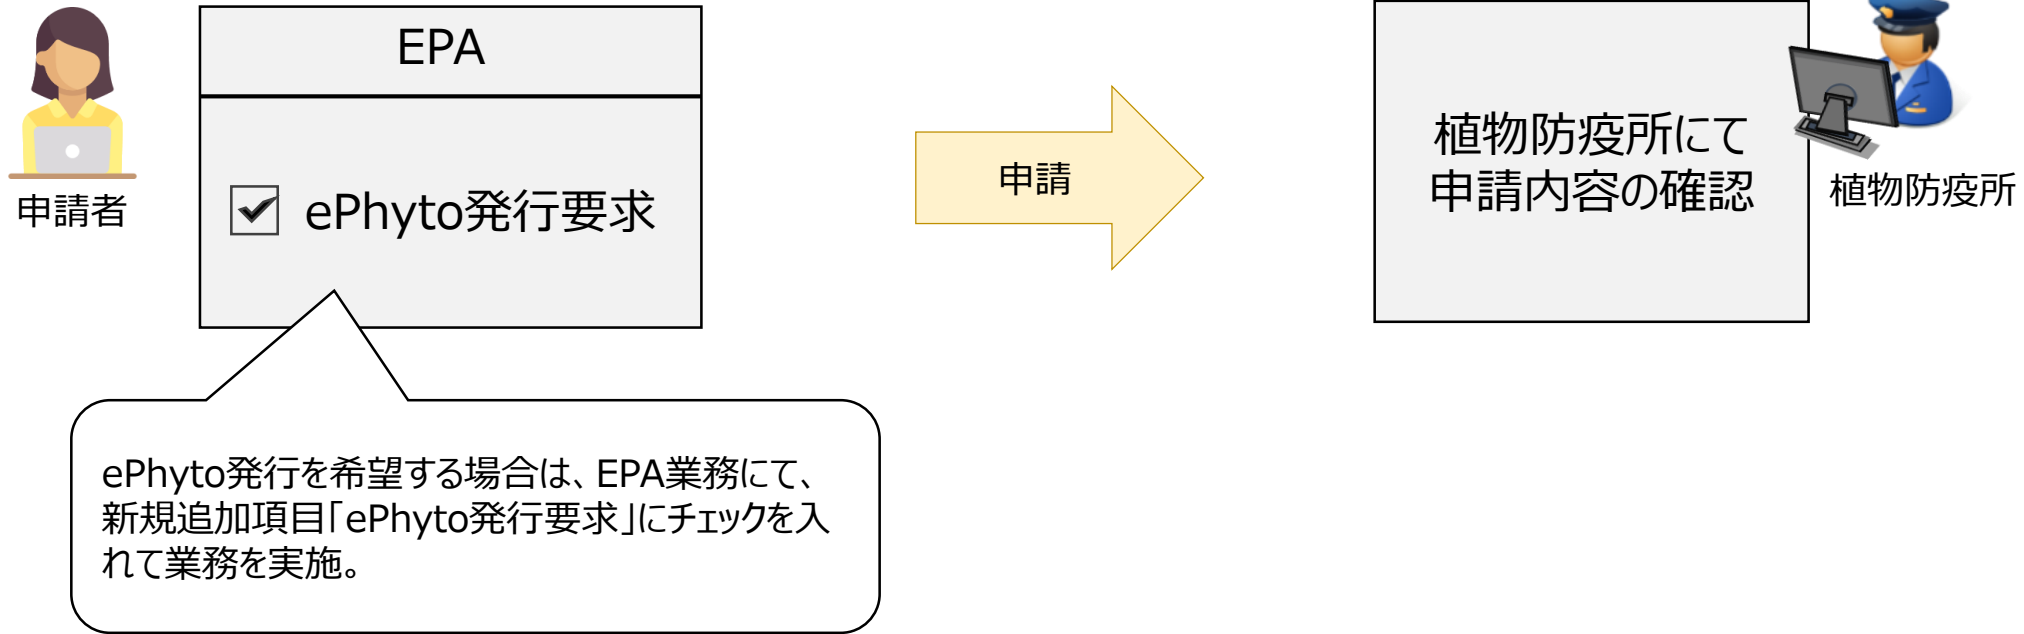 EPA
申請者
ePhyto発行要求
申請
植物防疫所にて
申請内容の確認
植物防疫所
ePhyto発行を希望する場合は、EPA業務にて、
新規追加項目「ePhyto発行要求」にチェックを入
れて業務を実施。